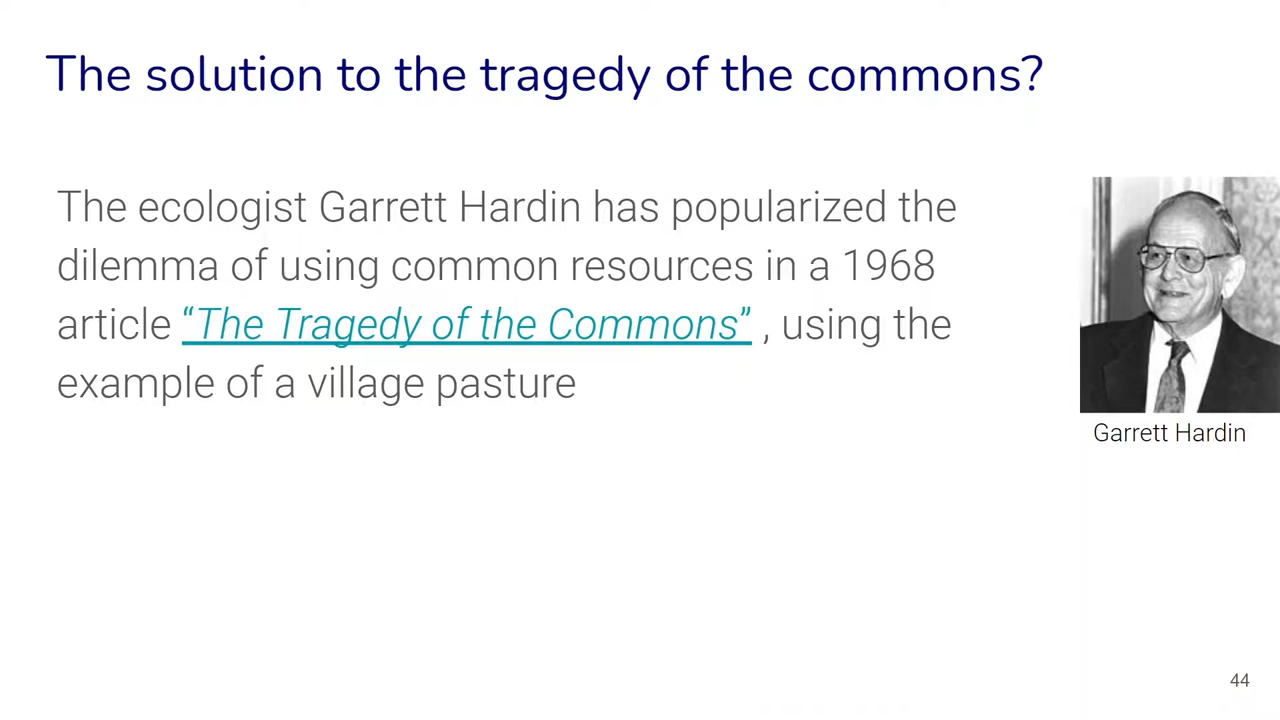 The solution to the tragedy of the commons?
The ecologist Garrett Hardin has popularized the
dilemma of using common resources in a 1968
article “The Tragedy of the Commons” , using the
example of a village pasture
Garrett Hardin
44